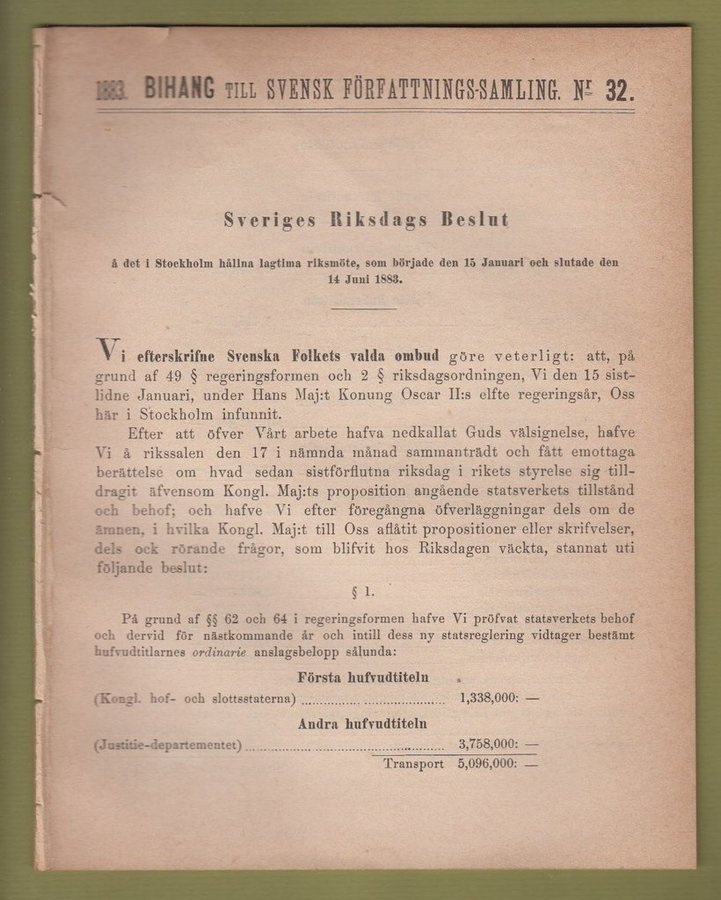 1883. BIHANG TILL SVENSK FÖRFATTNINGS-SAMLING. Nr 32.
Sveriges Riksdags Beslut
å det i Stockholm hållna lagtima riksmöte, som började den 15 Januari och slutade den
14 Juni 1883.
Vi efterskrifne Svenska Folkets valda ombud göre veterligt: att, på
grund af 49 § regeringsformen och 2 § riksdagsordningen, Vi den 15 sist-
lidne Januari, under Hans Maj:t Konung Oscar II:s elfte regeringsår, Oss
här i Stockholm infunnit.
Efter att öfver Vårt arbete hafva nedkallat Guds välsignelse, hafve
Vi å rikssalen den 17 i nämnda månad sammanträdt och fått emottaga
berättelse om hvad sedan sistförflutna riksdag i rikets styrelse sig till-
dragit äfvensom Kongl. Maj:ts proposition angående statsverkets tillstånd
och behof; och hafve Vi efter föregångna öfverläggningar dels om de
ämnen, i hvilka Kongl. Maj:t till Oss aflåtit propositioner eller skrifvelser,
dels ock rörande frågor, som blifvit hos Riksdagen väckta, stannat uti
följande beslut:
§ 1.
På grund af §§ 62 och 64 i regeringsformen hafve Vi pröfvat statsverkets behof
och dervid för nästkommande år och intill dess ny statsreglering vidtager bestämt
hufvudtitlarnes ordinarie anslagsbelopp sålunda:
Första hufvudtiteln
(Kongl. hof- och slottsstaterna) ........................................ 1,338,000: —
Andra hufvudtiteln
(Justitie-departementet) ........................................ 3,758,000: —
Transport 5,096,000: —